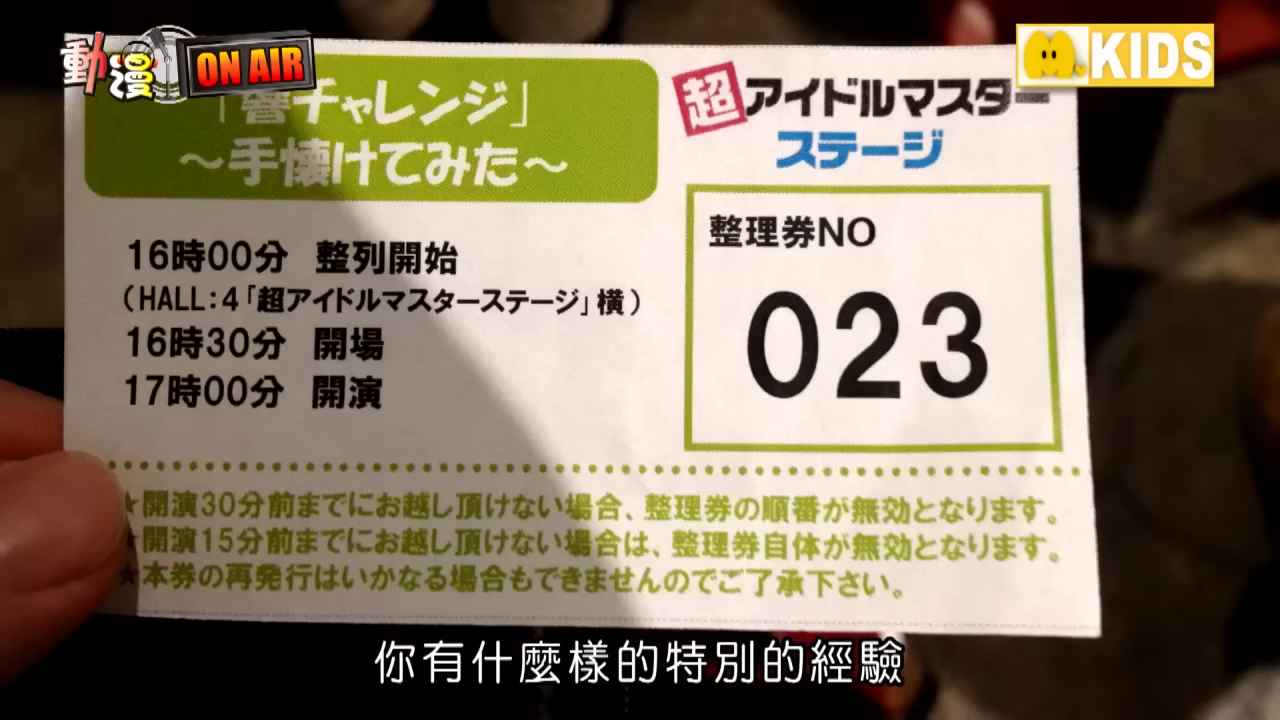 動漫 ON AIR
M KIDS
「響チャレンジ」
~手懐けてみた~
超アイドルマスター
ステージ
16時00分 整列開始
(HALL:4「超アイドルマスターステージ」横)
16時30分 開場
17時00分 開演
整理券NO
023
★開演30分前までにお越し頂けない場合、整理券の順番が無効となります。
★開演15分前までにお越し頂けない場合は、整理券自体が無効となります。
★本券の再発行はいかなる場合もできませんのでご了承下さい。
你有什麼樣的特別的經驗